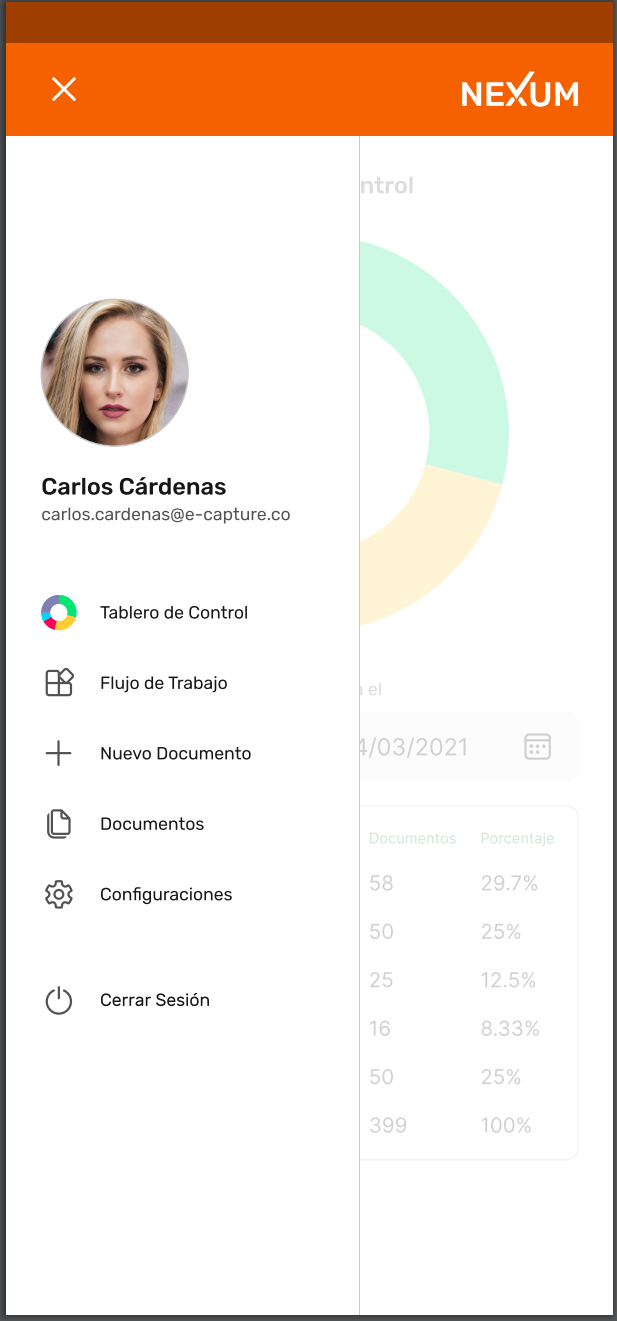 NEXUM
ntrol
Carlos Cárdenas
carlos.cardenas@e-capture.co
Tablero de Control
Flujo de Trabajo
Nuevo Documento
Documentos
Configuraciones
Cerrar Sesión
el
4/03/2021
Documentos Porcentaje
58 29.7%
50 25%
25 12.5%
16 8.33%
50 25%
399 100%